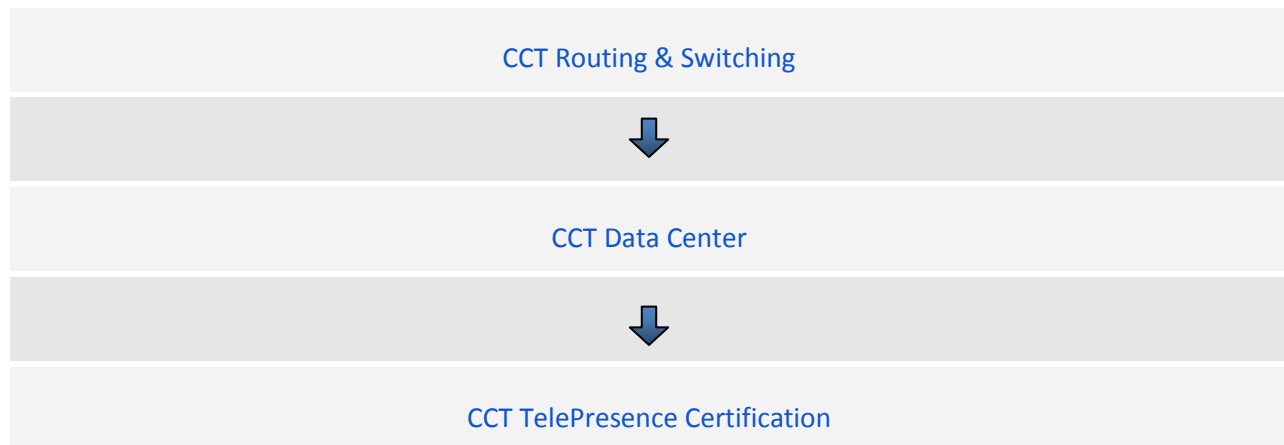 CCT Routing & Switching
CCT Data Center
CCT TelePresence Certification